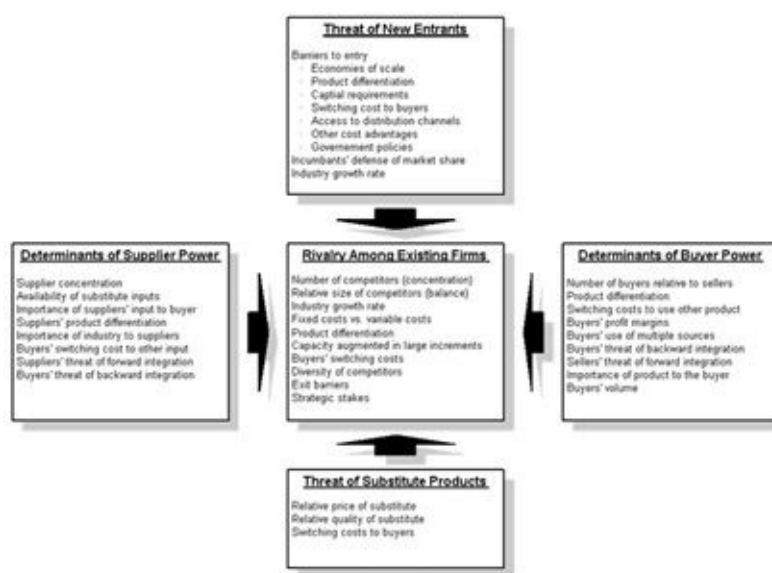 Threat of New Entrants
Barriers to entry
Economies of scale
Product differentiation
Captial requirements
Switching cost to buyers
Access to distribution channels
Other cost advantages
Governement policies
Incumbants' defense of market share
Industry growth rate
Determinants of Supplier Power
Supplier concentration
Availability of substitute inputs
Importance of suppliers' input to buyer
Suppliers' product differentiation
Importance of industry to suppliers
Buyers' switching cost to other input
Suppliers' threat of forward integration
Buyers' threat of backward integration
Rivalry Among Existing Firms
Number of competitors (concentration)
Relative size of competitors (balance)
Industry growth rate
Fixed costs vs. variable costs
Product differentiation
Capacity augmented in large increments
Buyers' switching costs
Diversity of competitors
Exit barriers
Strategic stakes
Determinants of Buyer Power
Number of buyers relative to sellers
Product differentiation
Switching costs to use other product
Buyers' profit margins
Buyers' use of multiple sources
Buyers' threat of backward integration
Sellers' threat of forward integration
Importance of product to the buyer
Buyers' volume
Threat of Substitute Products
Relative price of substitute
Relative quality of substitute
Switching costs to buyers